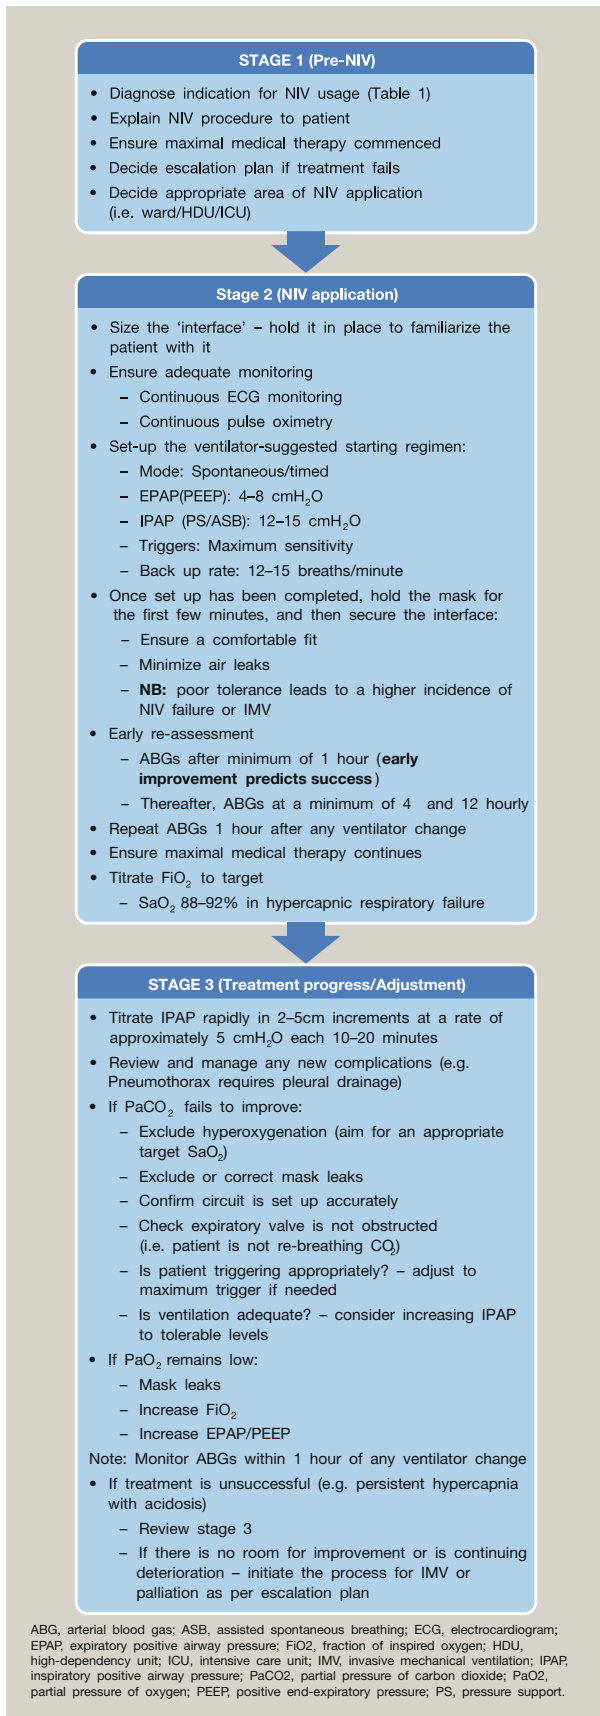 STAGE 1 (Pre-NIV)
• Diagnose indication for NIV usage (Table 1)
• Explain NIV procedure to patient
• Ensure maximal medical therapy commenced
• Decide escalation plan if treatment fails
• Decide appropriate area of NIV application
(i.e. ward/HDU/ICU)
Stage 2 (NIV application)
• Size the ‘interface’ – hold it in place to familiarize the
patient with it
• Ensure adequate monitoring
– Continuous ECG monitoring
– Continuous pulse oximetry
• Set-up the ventilator-suggested starting regimen:
– Mode: Spontaneous/timed
– EPAP(PEEP): 4–8 cmH₂O
– IPAP (PS/ASB): 12–15 cmH₂O
– Triggers: Maximum sensitivity
– Back up rate: 12–15 breaths/minute
• Once set up has been completed, hold the mask for
the first few minutes, and then secure the interface:
– Ensure a comfortable fit
– Minimize air leaks
– NB: poor tolerance leads to a higher incidence of
NIV failure or IMV
• Early re-assessment
– ABGs after minimum of 1 hour (early
improvement predicts success)
– Thereafter, ABGs at a minimum of 4 and 12 hourly
• Repeat ABGs 1 hour after any ventilator change
• Ensure maximal medical therapy continues
• Titrate FiO₂ to target
– SaO₂ 88–92% in hypercapnic respiratory failure
STAGE 3 (Treatment progress/Adjustment)
• Titrate IPAP rapidly in 2–5cm increments at a rate of
approximately 5 cmH₂O each 10–20 minutes
• Review and manage any new complications (e.g.
Pneumothorax requires pleural drainage)
• If PaCO₂ fails to improve:
– Exclude hyperoxygenation (aim for an appropriate
target SaO₂)
– Exclude or correct mask leaks
– Confirm circuit is set up accurately
– Check expiratory valve is not obstructed
(i.e. patient is not re-breathing CO₂)
– Is patient triggering appropriately? – adjust to
maximum trigger if needed
– Is ventilation adequate? – consider increasing IPAP
to tolerable levels
• If PaO₂ remains low:
– Mask leaks
– Increase FiO₂
– Increase EPAP/PEEP
Note: Monitor ABGs within 1 hour of any ventilator change
• If treatment is unsuccessful (e.g. persistent hypercapnia
with acidosis)
– Review stage 3
– If there is no room for improvement or is continuing
deterioration – initiate the process for IMV or
palliation as per escalation plan
ABG, arterial blood gas; ASB, assisted spontaneous breathing; ECG, electrocardiogram;
EPAP, expiratory positive airway pressure; FiO2, fraction of inspired oxygen; HDU,
high-dependency unit; ICU, intensive care unit; IMV, invasive mechanical ventilation; IPAP,
inspiratory positive airway pressure; PaCO2, partial pressure of carbon dioxide; PaO2,
partial pressure of oxygen; PEEP, positive end-expiratory pressure; PS, pressure support.